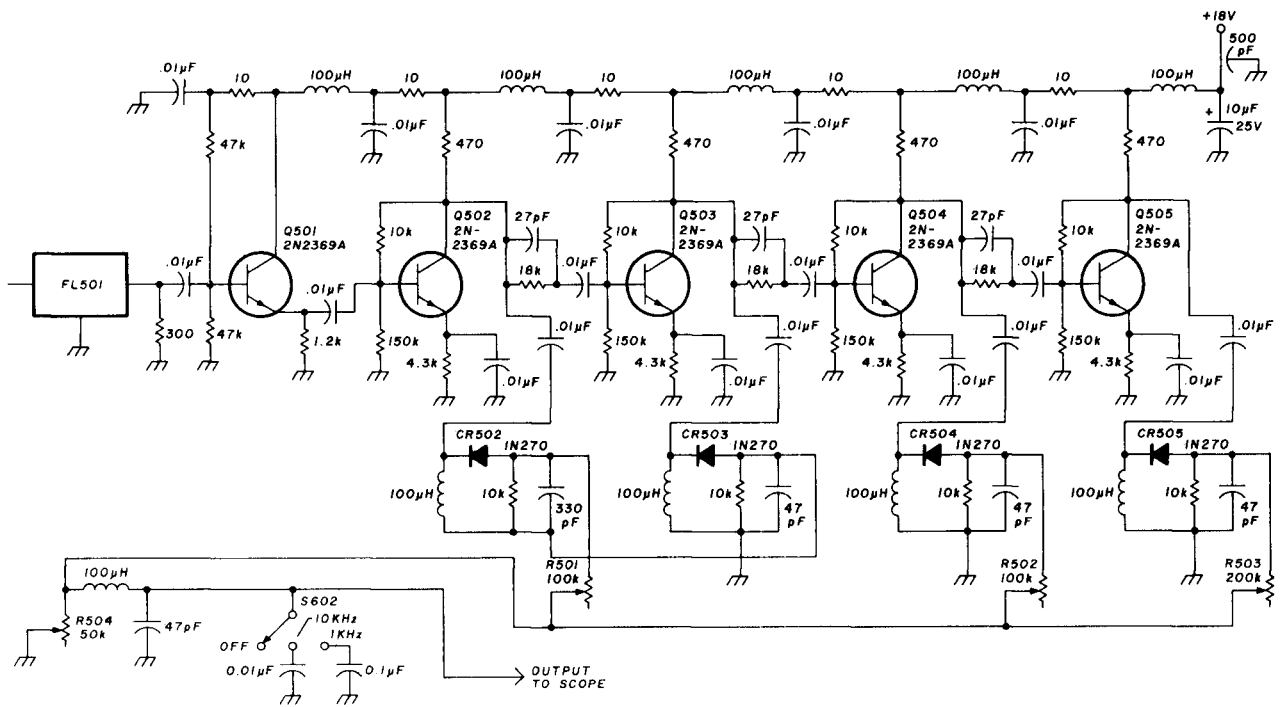 +18V
500
pF
.01µF
10
100µH
10
100µH
10
100µH
10
100µH
10
100µH
+
10µF
25V
.01µF
.01µF
.01µF
.01µF
47k
470
470
470
470
Q501
2N2369A
Q502
2N-
2369A
Q503
2N-
2369A
Q504
2N-
2369A
Q505
2N-
2369A
10k
27pF
10k
27pF
10k
27pF
10k
FL501
.01µF
.01µF
18k
.01µF
18k
.01µF
18k
.01µF
300
47k
1.2k
150k
4.3k
.01µF
.01µF
150k
4.3k
.01µF
.01µF
150k
4.3k
.01µF
.01µF
150k
4.3k
.01µF
.01µF
CR502
1N270
CR503
1N270
CR504
1N270
CR505
1N270
100µH
10k
330
pF
100µH
10k
47
pF
100µH
10k
47
pF
100µH
10k
47
pF
R501
100k
R502
100k
R503
200k
100µH
R504
50k
47pF
S602
10KHz
1KHz
OFF
0.01µF
0.1µF
OUTPUT
TO SCOPE